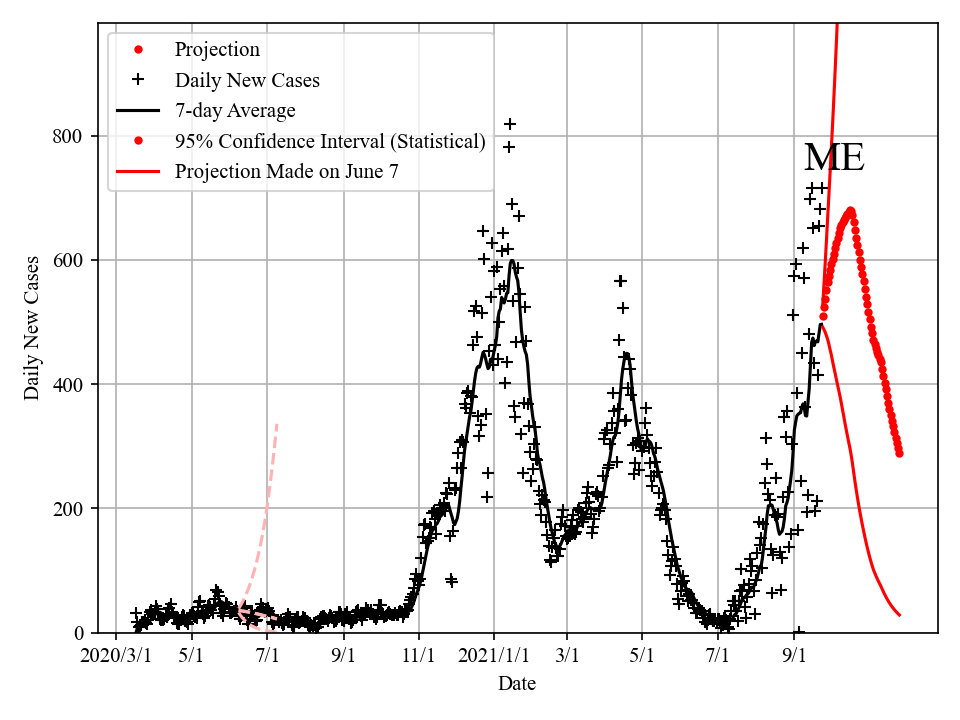 Projection
Daily New Cases
7-day Average
95% Confidence Interval (Statistical)
Projection Made on June 7
ME
Daily New Cases
800
600
400
200
0
2020/3/1 5/1 7/1 9/1 11/1 2021/1/1 3/1 5/1 7/1 9/1
Date